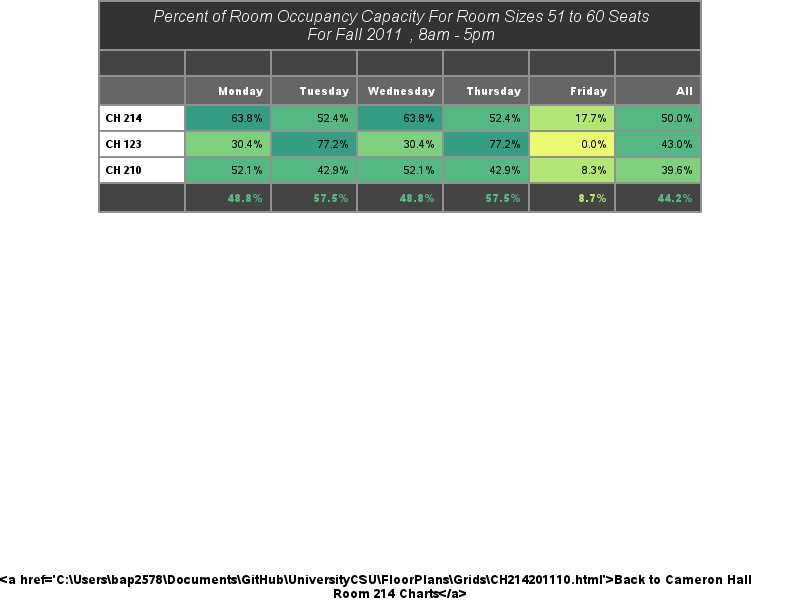 Percent of Room Occupancy Capacity For Room Sizes 51 to 60 Seats
For Fall 2011 , 8am - 5pm
Monday Tuesday Wednesday Thursday Friday All
CH 214 63.8% 52.4% 63.8% 52.4% 17.7% 50.0%
CH 123 30.4% 77.2% 30.4% 77.2% 0.0% 43.0%
CH 210 52.1% 42.9% 52.1% 42.9% 8.3% 39.6%
48.8% 57.5% 48.8% 57.5% 8.7% 44.2%
<a href='C:\Users\bap2578\Documents\GitHub\UniversityCSU\FloorPlans\Grids\CH214201110.html'>Back to Cameron Hall
Room 214 Charts</a>